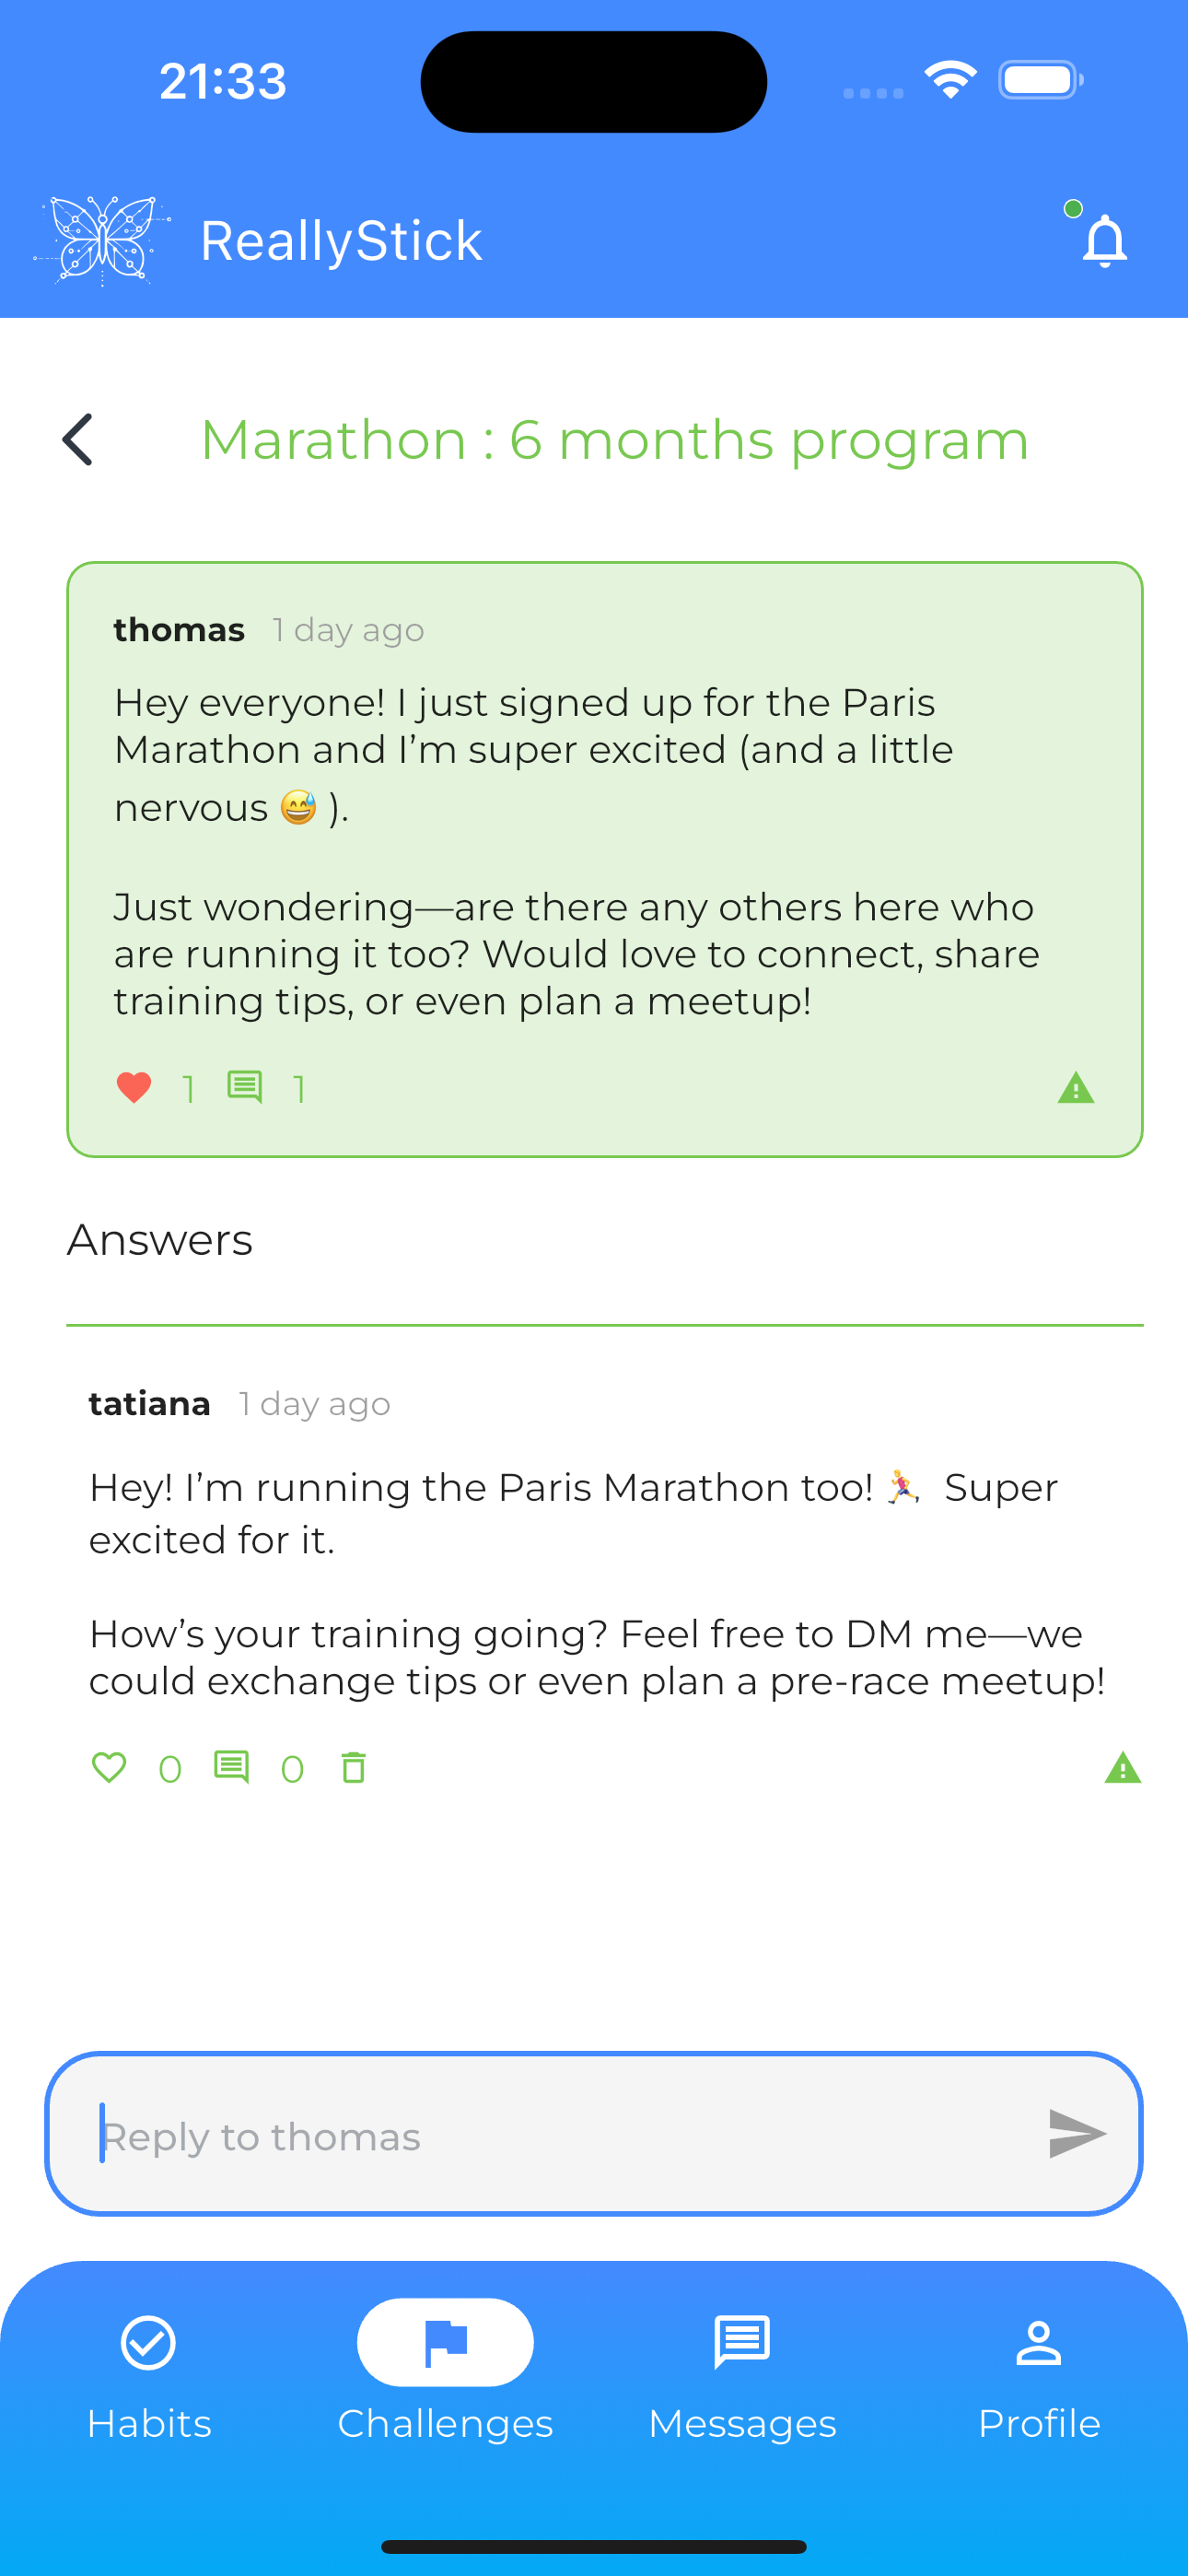 21:33
ReallyStick
Marathon : 6 months program
thomas 1 day ago
Hey everyone! I just signed up for the Paris
Marathon and I’m super excited (and a little
nervous 😅 ).
Just wondering—are there any others here who
are running it too? Would love to connect, share
training tips, or even plan a meetup!
1 1
Answers
tatiana 1 day ago
Hey! I’m running the Paris Marathon too! 🏃‍♀️ Super
excited for it.
How’s your training going? Feel free to DM me—we
could exchange tips or even plan a pre-race meetup!
0 0
Reply to thomas
Habits Challenges Messages Profile